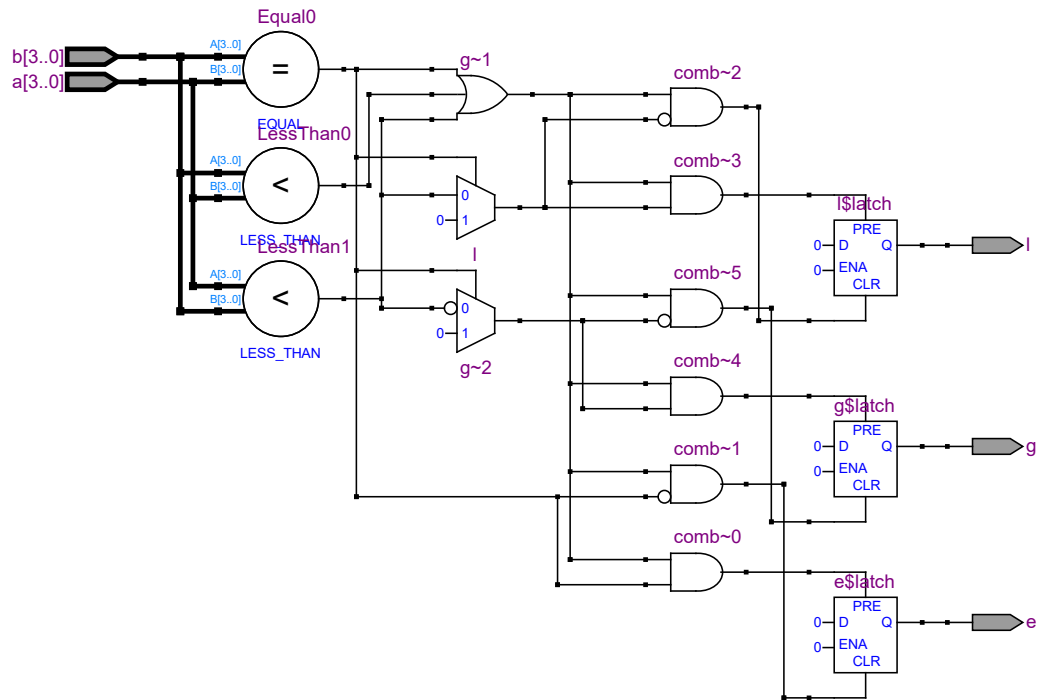 Equal0
b[3..0]
a[3..0]
A[3..0]
B[3..0]
=
EQUAL
g~1
comb~2
LessThan0
A[3..0]
B[3..0]
<
LESS_THAN
0
0 1
l
comb~3
l$latch
PRE
0 D Q
0 ENA
CLR
l
LessThan1
A[3..0]
B[3..0]
<
LESS_THAN
0
0 1
g~2
comb~5
comb~4
g$latch
PRE
0 D Q
0 ENA
CLR
g
comb~1
comb~0
e$latch
PRE
0 D Q
0 ENA
CLR
e